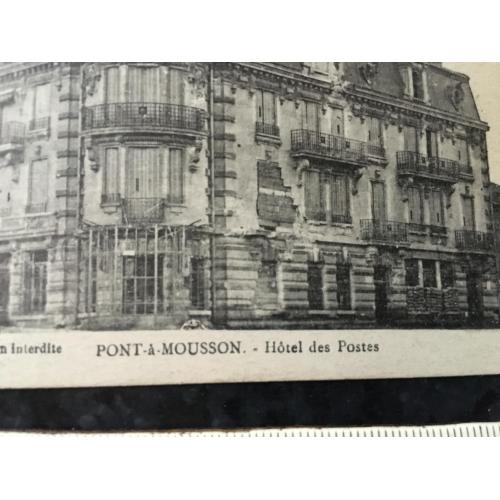 n interdite PONT-à-MOUSSON. - Hôtel des Postes